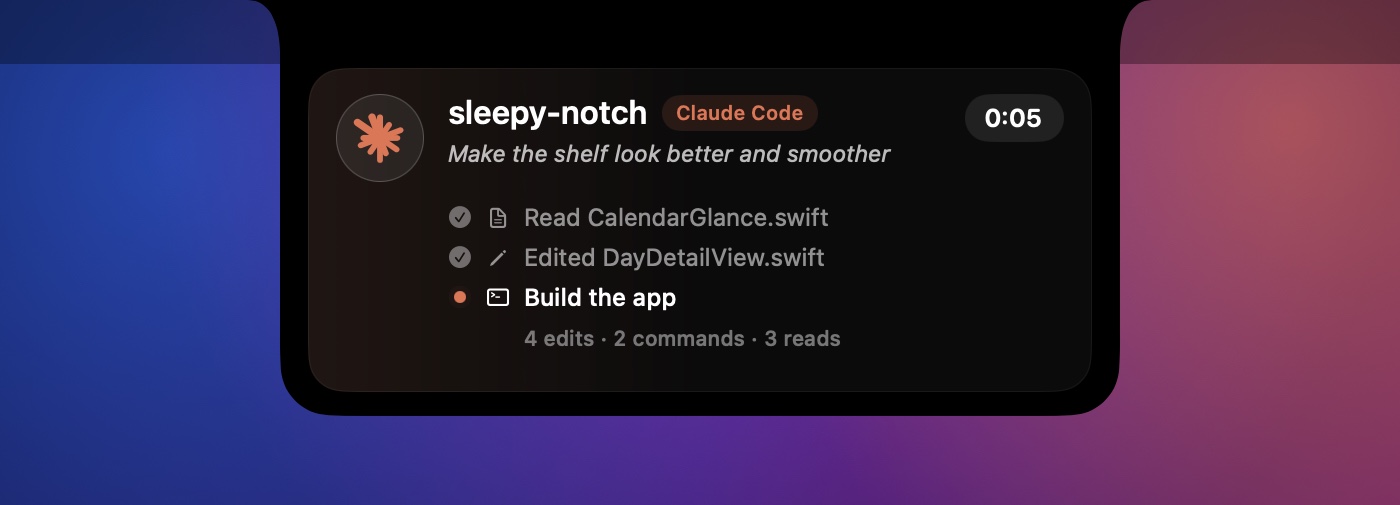 sleepy-notch Claude Code 0:05
Make the shelf look better and smoother
Read CalendarGlance.swift
Edited DayDetailView.swift
Build the app
4 edits · 2 commands · 3 reads